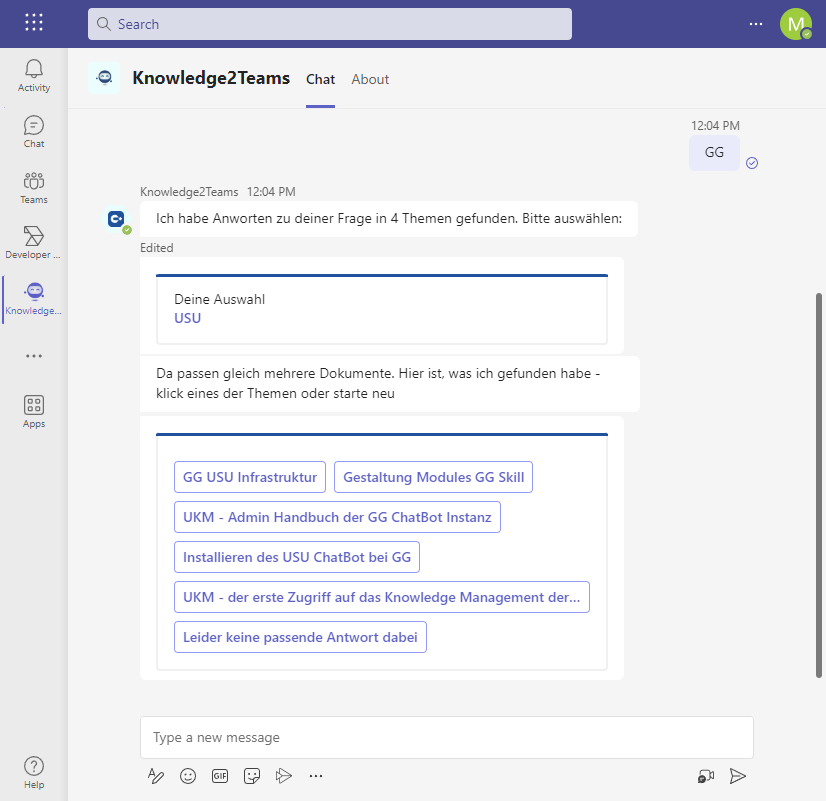 Search
M
Activity
Chat
Teams
Developer ...
Knowledge...
Apps
Help
Knowledge2Teams Chat About
12:04 PM
GG
Knowledge2Teams 12:04 PM
Ich habe Anworten zu deiner Frage in 4 Themen gefunden. Bitte auswählen:
Edited
Deine Auswahl
USU
Da passen gleich mehrere Dokumente. Hier ist, was ich gefunden habe -
klick eines der Themen oder starte neu
GG USU Infrastruktur Gestaltung Modules GG Skill
UKM - Admin Handbuch der GG ChatBot Instanz
Installieren des USU ChatBot bei GG
UKM - der erste Zugriff auf das Knowledge Management der...
Leider keine passende Antwort dabei
Type a new message
GIF